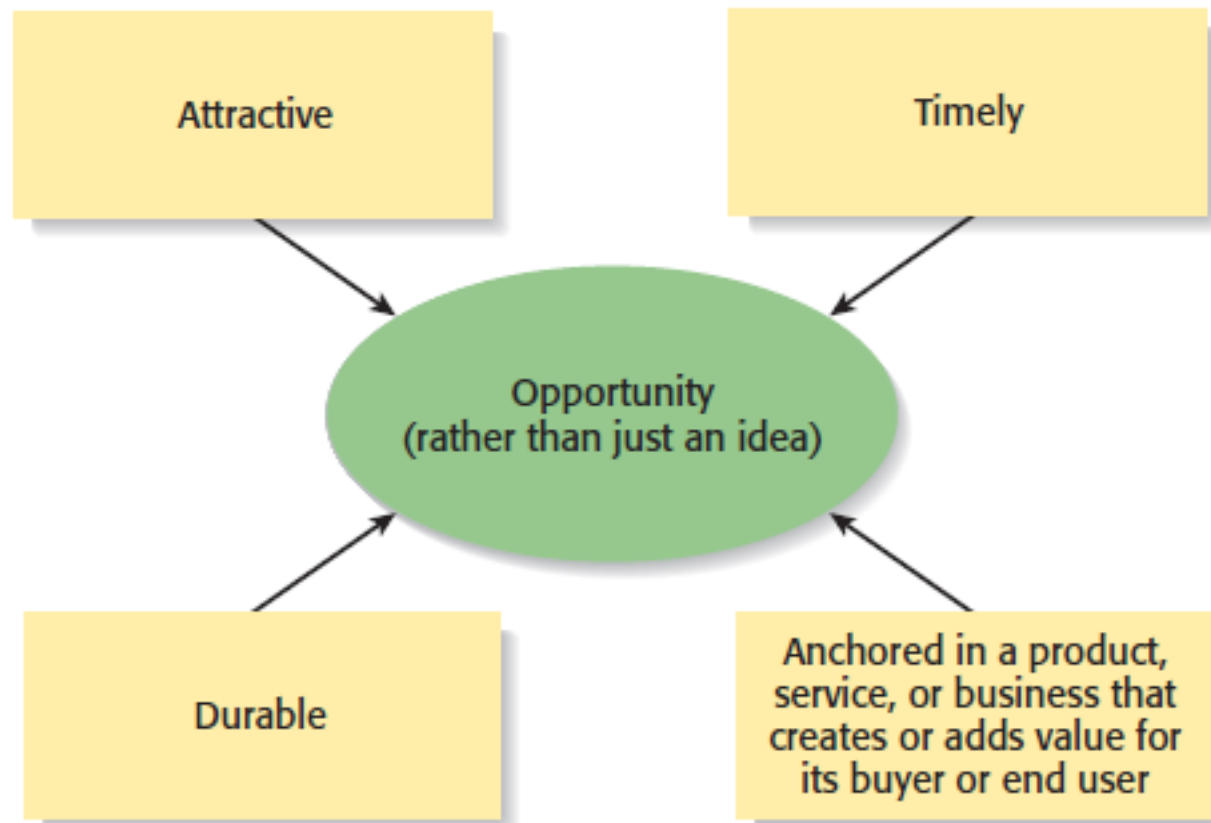 Attractive
Timely
Opportunity
(rather than just an idea)
Durable
Anchored in a product,
service, or business that
creates or adds value for
its buyer or end user